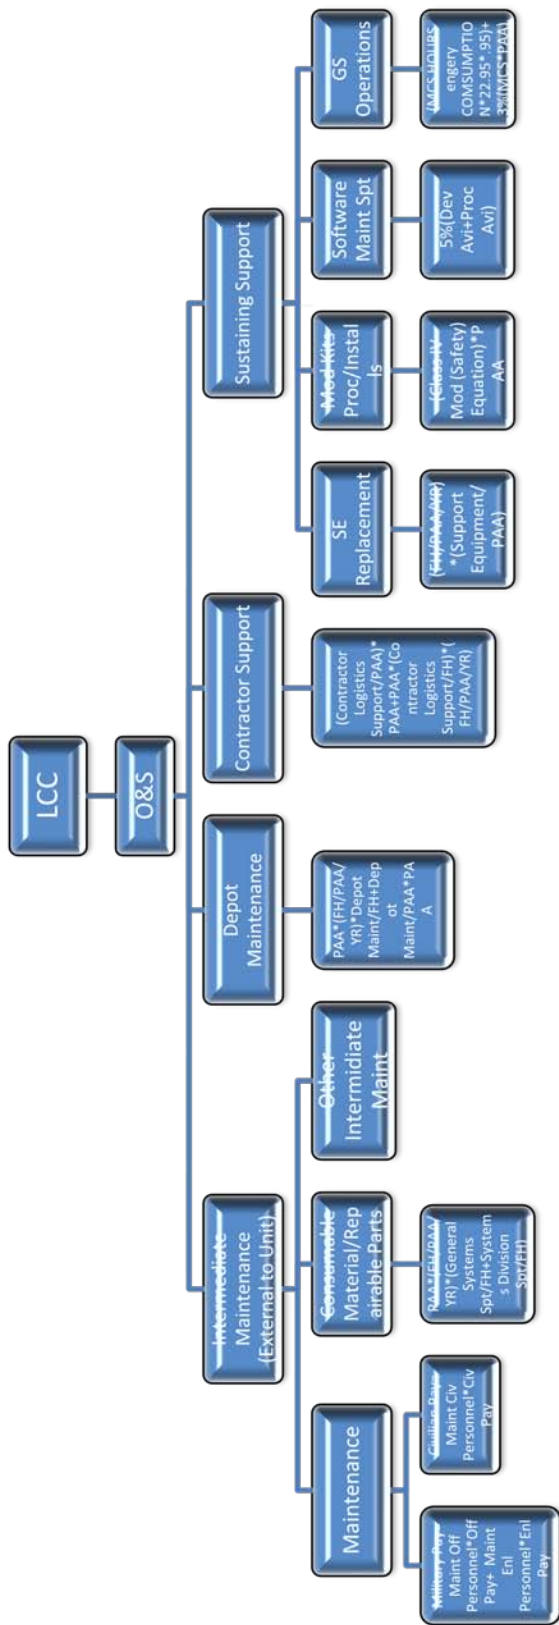 LCC
O&S
Intermediate
Maintenance
(External to Unit)
Depot
Maintenance
Contractor Support
Sustaining Support
Maintenance
Consumable
Material/Rep
airable Parts
Other
Intermidiate
Maint
PAA*(FH/PAA/
YR)*Depot
Maint/FH+Dep
ot
Maint/PAA*PA
A
(Contractor
Logistics
Support/PAA)*
PAA+PAA*(Co
ntractor
Logistics
Support/FH)*(
FH/PAA/YR)
SE
Replacement
Mod Kits
Proc/Instal
ls
Software
Maint Spt
GS
Operations
Military Pay=
Maint Off
Personnel*Off
Pay+ Maint
Enl
Personnel*Enl
Pay
Civilian Pay=
Maint Civ
Personnel*Civ
Pay
PAA*(FH/PAA/
YR)*(General
Systems
Spt/FH+System
s Division
Spt/FH)
(FH/PAA/YR)
*(Support
Equipment/
PAA)
(Class IV
Mod (Safety)
Equation)*P
AA
5%(Dev
Avi+Proc
Avi)
(MCS HOURS
engery
COMSUMPTIO
N*22.95*.95)+
3%(MCS*PAA)